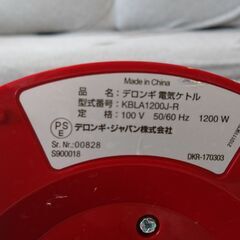 Made in China
品名：デロンギ 電気ケトル
型式番号：KBLA1200J-R
定格：100 V 50/60 Hz 1200 W
PS
E
デロンギ・ジャパン株式会社
Sr. Nr.:00828
S900018
DKR-170303